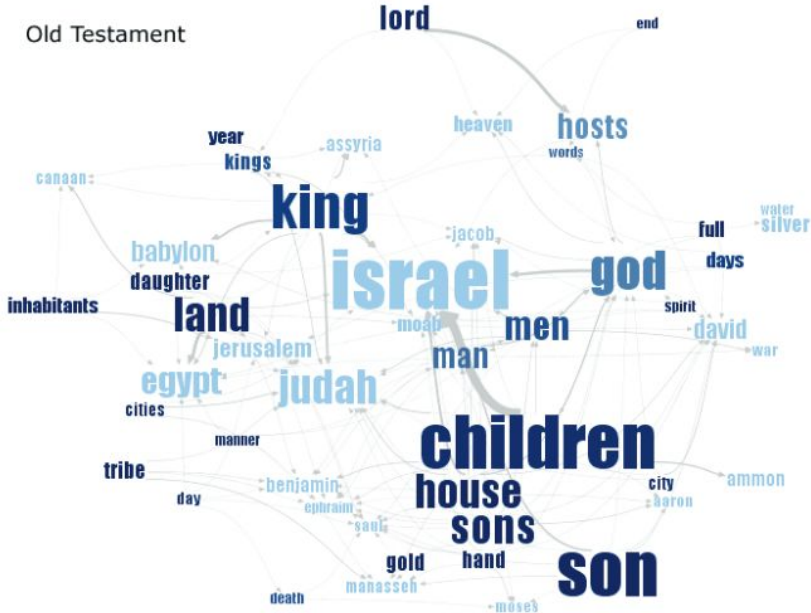 Old Testament
lord
end
heaven
hosts
words
year
kings
assyria
canaan
king
water
silver
jacob
full
babylon
israel
god
days
daughter
inhabitants
land
spirit
moab
men
david
jerusalem
man
war
egypt
judah
cities
manner
children
tribe
house
city
ammon
benjamin
day
aaron
ephraim
sons
saul
gold
hand
son
manasseh
death
moses